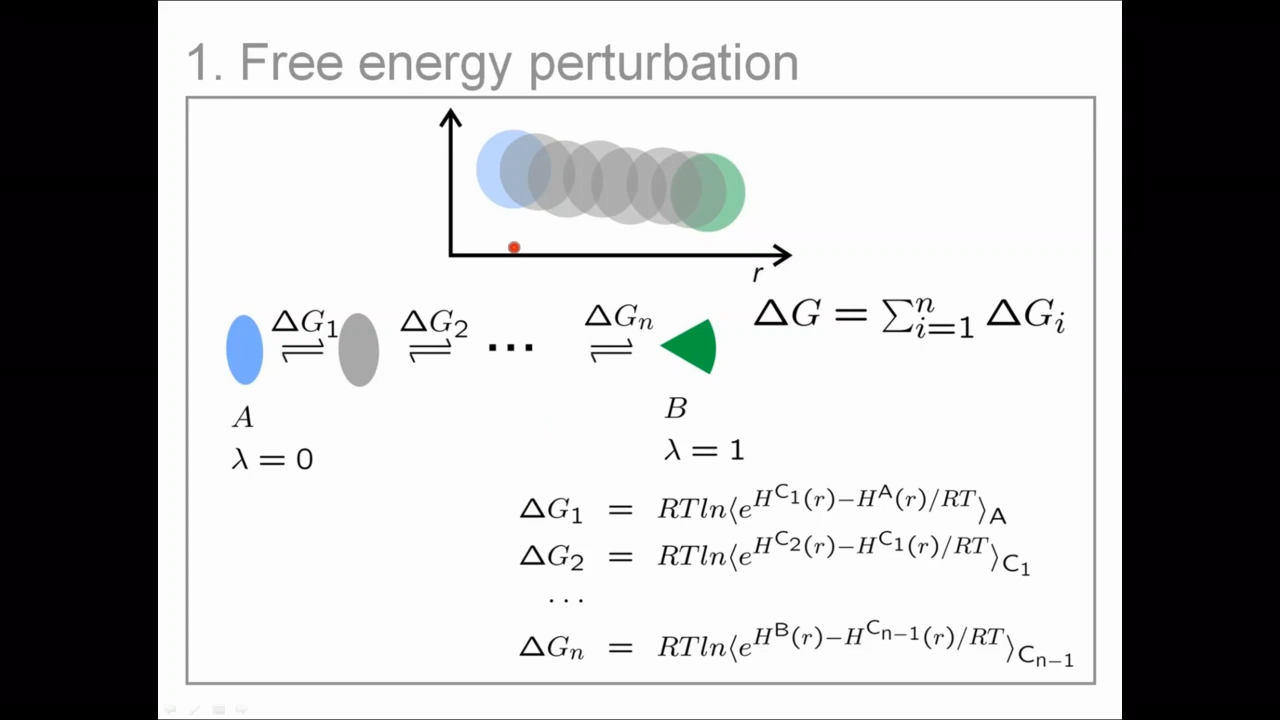 1. Free energy perturbation
r
ΔG₁ ⇌ ΔG₂ ⇌ ... ΔGₙ ⇌ ΔG = ∑ⁿᵢ₌₁ ΔGᵢ
A B
λ = 0 λ = 1
ΔG₁ = RTln⟨e^{H^{C₁}(r)−H^{A}(r)/RT}⟩_A
ΔG₂ = RTln⟨e^{H^{C₂}(r)−H^{C₁}(r)/RT}⟩_{C₁}
...
ΔGₙ = RTln⟨e^{H^{B}(r)−H^{Cₙ₋₁}(r)/RT}⟩_{Cₙ₋₁}